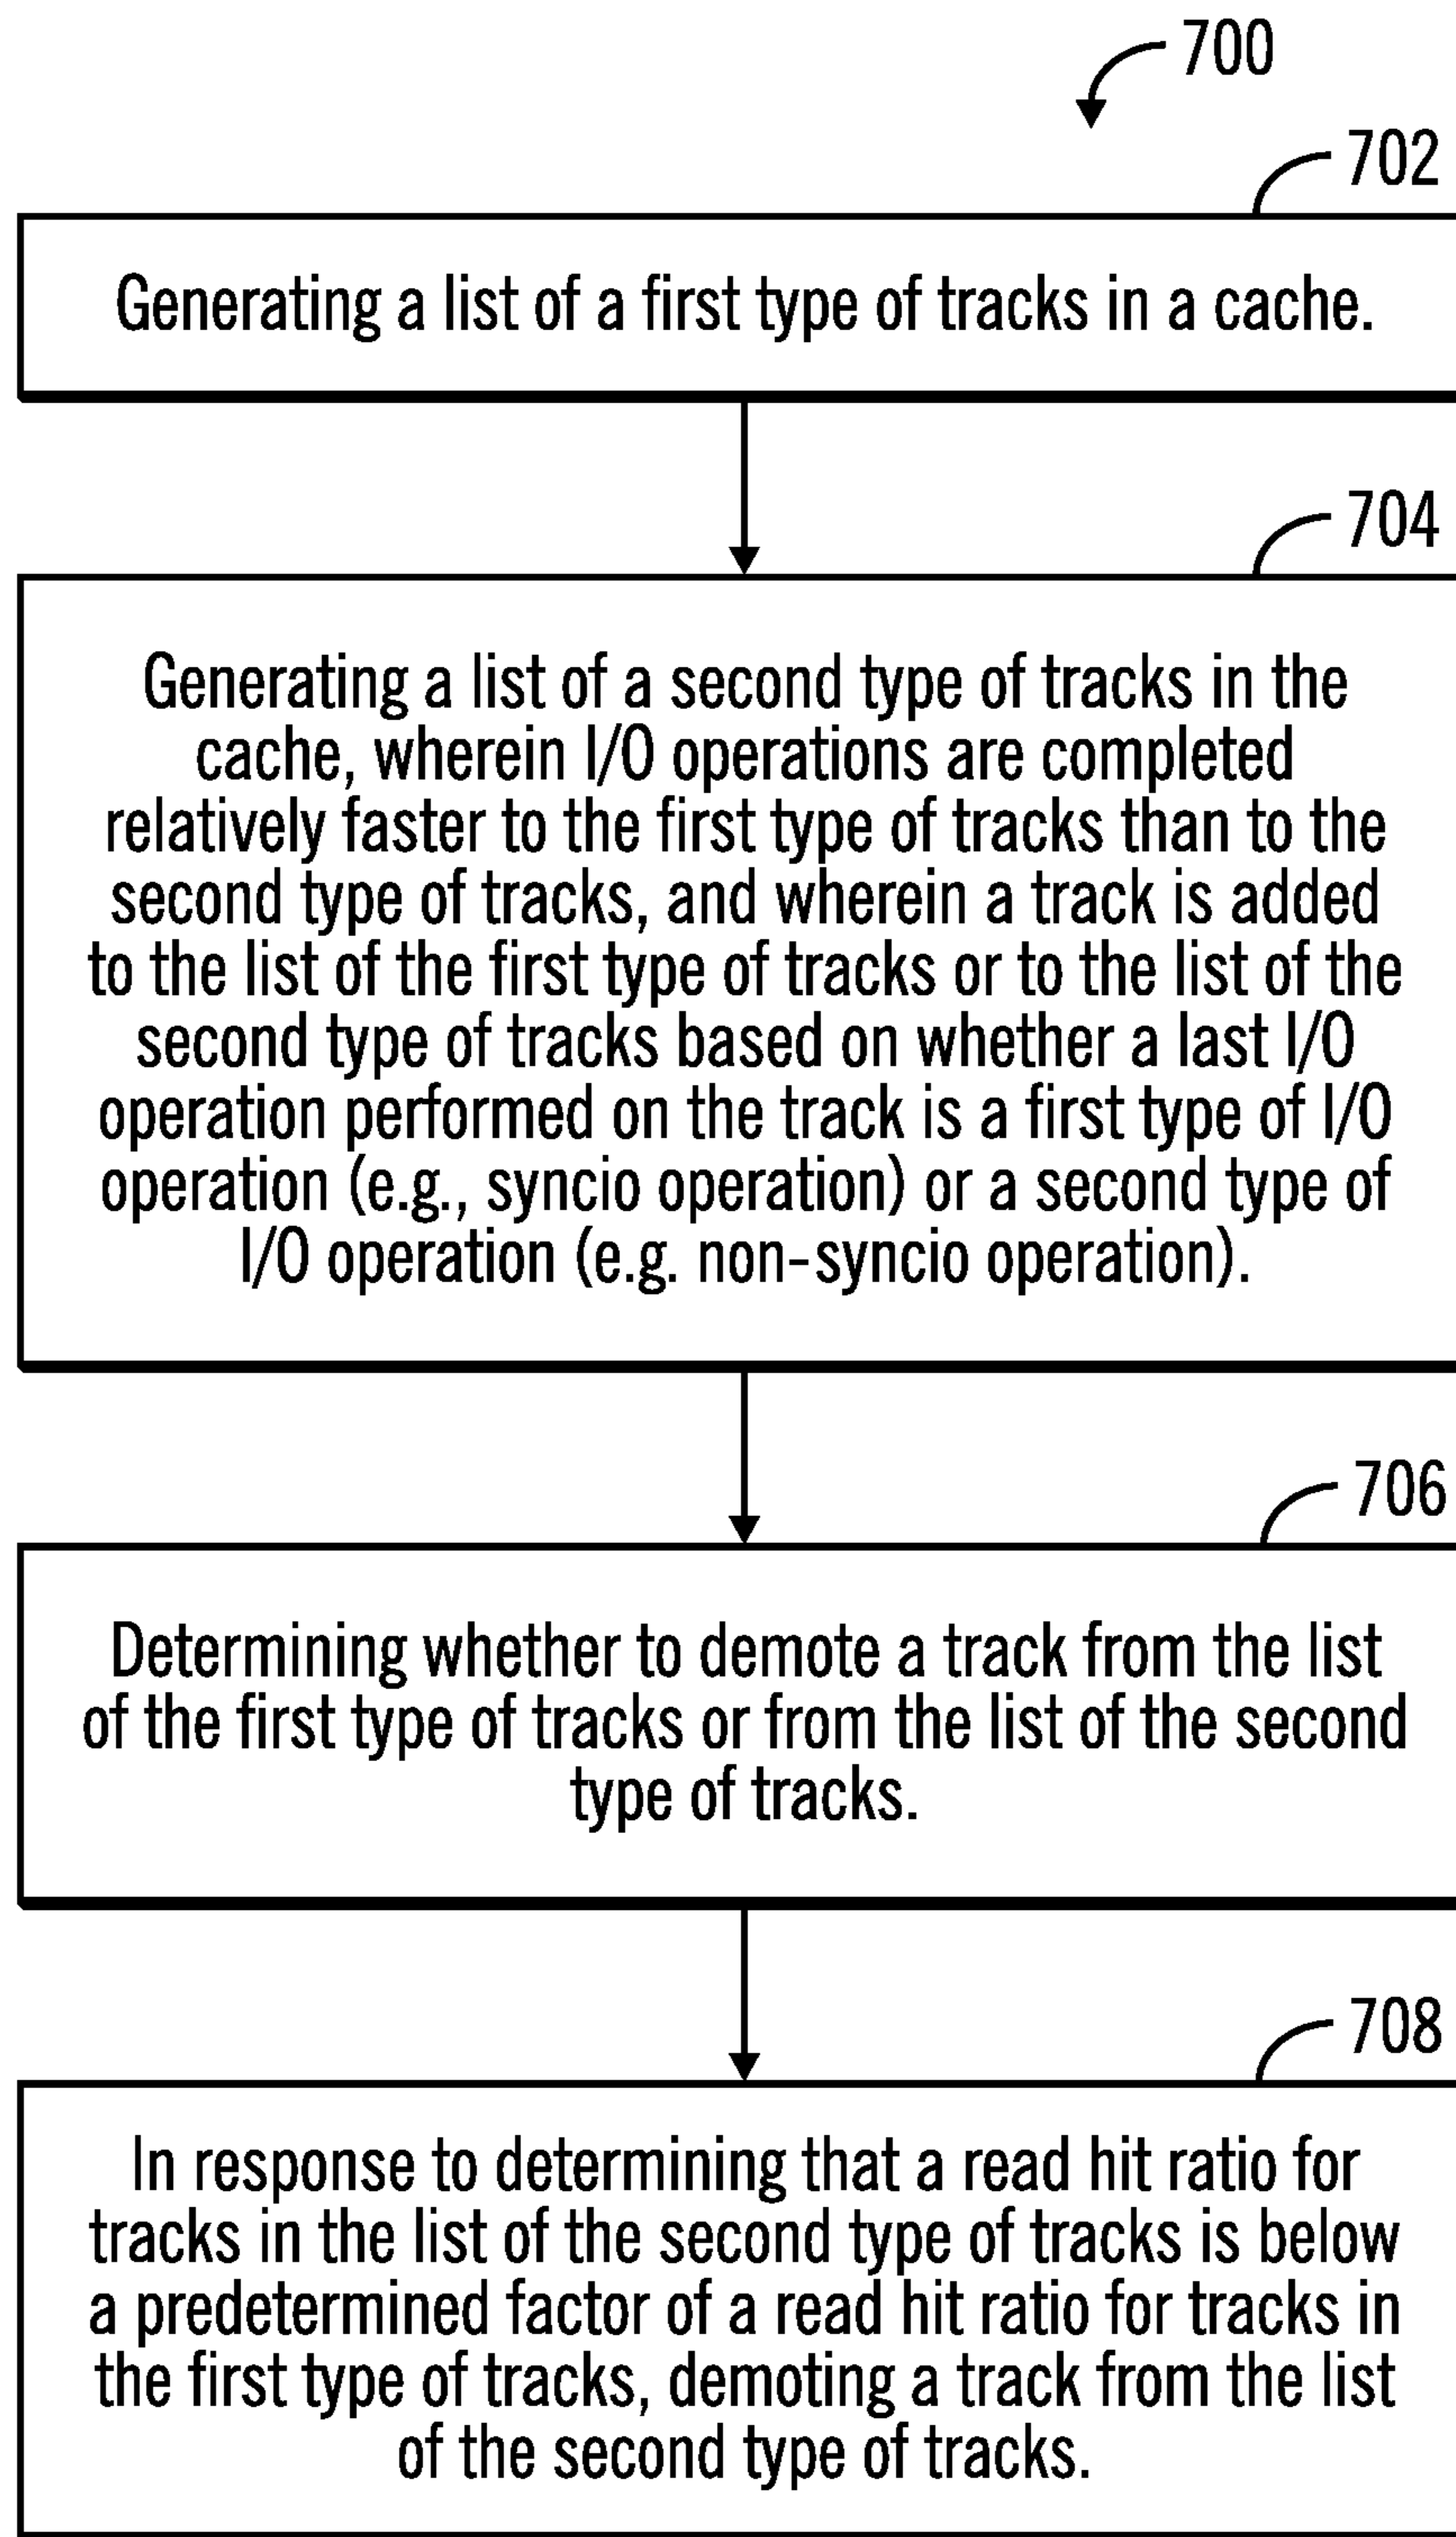 700
702
Generating a list of a first type of tracks in a cache.
704
Generating a list of a second type of tracks in the
cache, wherein I/O operations are completed
relatively faster to the first type of tracks than to the
second type of tracks, and wherein a track is added
to the list of the first type of tracks or to the list of the
second type of tracks based on whether a last I/O
operation performed on the track is a first type of I/O
operation (e.g., syncio operation) or a second type of
I/O operation (e.g. non-syncio operation).
706
Determining whether to demote a track from the list
of the first type of tracks or from the list of the second
type of tracks.
708
In response to determining that a read hit ratio for
tracks in the list of the second type of tracks is below
a predetermined factor of a read hit ratio for tracks in
the first type of tracks, demoting a track from the list
of the second type of tracks.